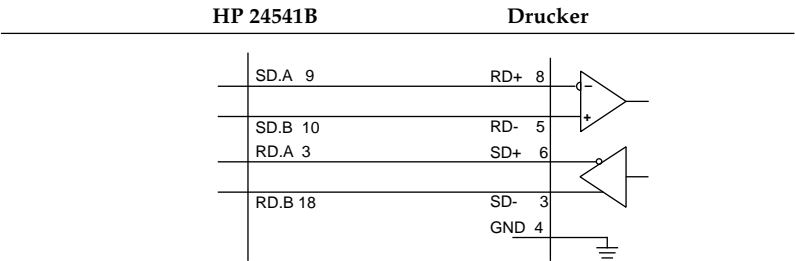 HP 24541B Drucker
SD.A 9 RD+ 8
−
+
SD.B 10 RD- 5
RD.A 3 SD+ 6
RD.B 18 SD- 3
GND 4